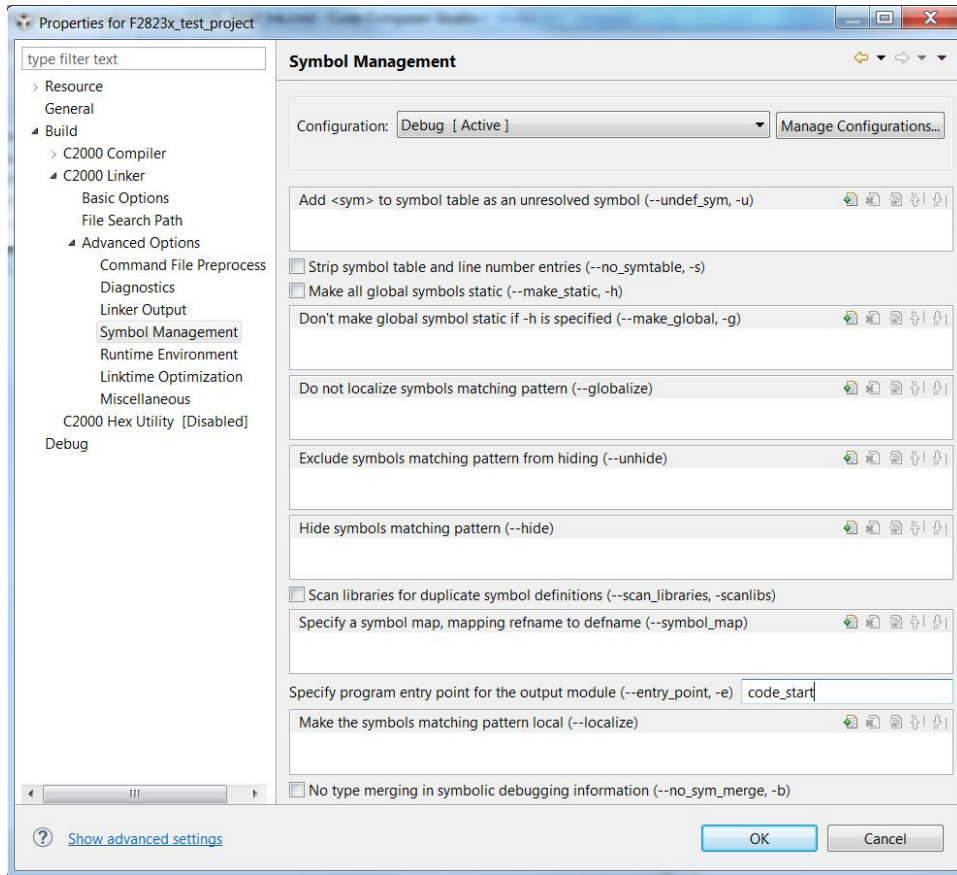 Properties for F2823x_test_project
type filter text
Resource
General
Build
C2000 Compiler
C2000 Linker
Basic Options
File Search Path
Advanced Options
Command File Preprocess
Diagnostics
Linker Output
Symbol Management
Runtime Environment
Linktime Optimization
Miscellaneous
C2000 Hex Utility [Disabled]
Debug
Symbol Management
Configuration: Debug [ Active ] Manage Configurations...
Add <sym> to symbol table as an unresolved symbol (--undef_sym, -u)
Strip symbol table and line number entries (--no_symtable, -s)
Make all global symbols static (--make_static, -h)
Don't make global symbol static if -h is specified (--make_global, -g)
Do not localize symbols matching pattern (--globalize)
Exclude symbols matching pattern from hiding (--unhide)
Hide symbols matching pattern (--hide)
Scan libraries for duplicate symbol definitions (--scan_libraries, -scanlibs)
Specify a symbol map, mapping refname to defname (--symbol_map)
Specify program entry point for the output module (--entry_point, -e) code_start
Make the symbols matching pattern local (--localize)
No type merging in symbolic debugging information (--no_sym_merge, -b)
Show advanced settings
OK Cancel